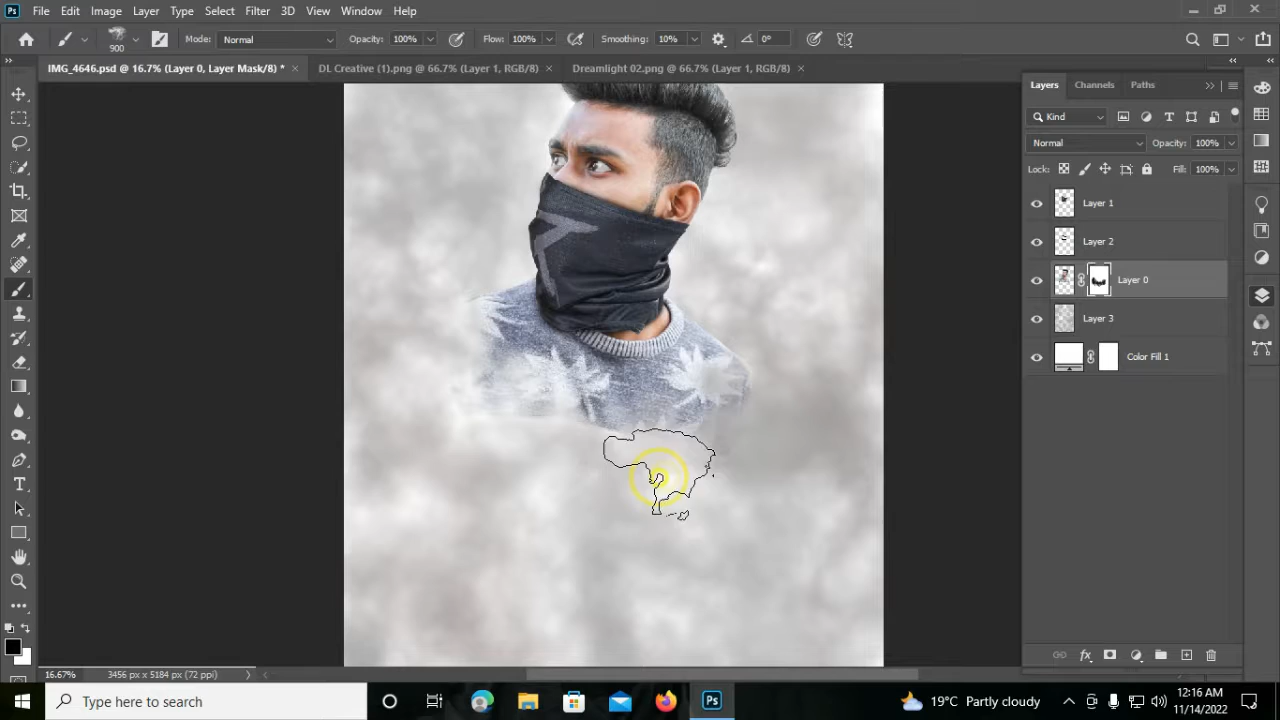 Ps File Edit Image Layer Type Select Filter 3D View Window Help
900 Mode: Normal Opacity: 100% Flow: 100% Smoothing: 10% 0°
IMG_4646.psd @ 16.7% (Layer 0, Layer Mask/8) * × DL Creative (1).png @ 66.7% (Layer 1, RGB/8) × Dreamlight 02.png @ 66.7% (Layer 1, RGB/8) ×
Layers Channels Paths
Kind
Normal Opacity: 100%
Lock: Fill: 100%
Layer 1
Layer 2
Layer 0
Layer 3
Color Fill 1
16.67% 3456 px x 5184 px (72 ppi)
Type here to search
Ps
19°C Partly cloudy
12:16 AM
11/14/2022